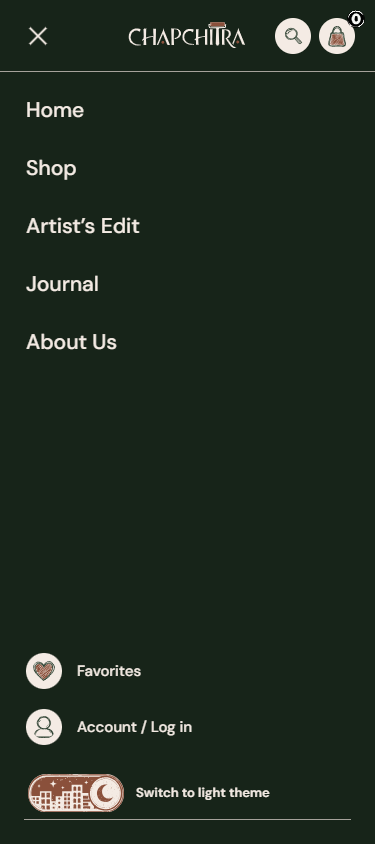 CHAPCHITRA
0
Home
Shop
Artist’s Edit
Journal
About Us
Favorites
Account / Log in
Switch to light theme